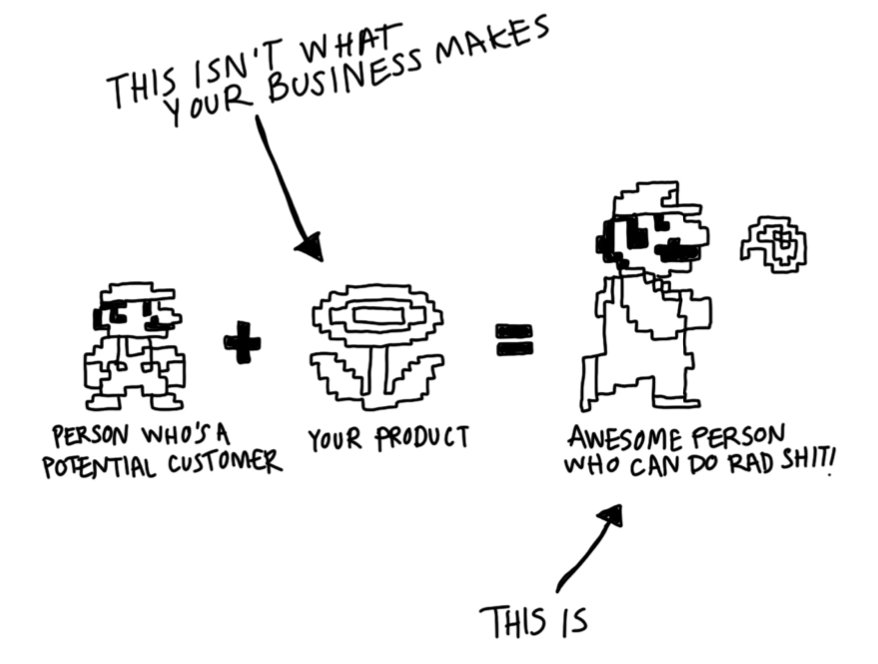 THIS ISN'T WHAT
YOUR BUSINESS MAKES
PERSON WHO'S A
POTENTIAL CUSTOMER
YOUR PRODUCT
AWESOME PERSON
WHO CAN DO RAD SHIT!
THIS IS